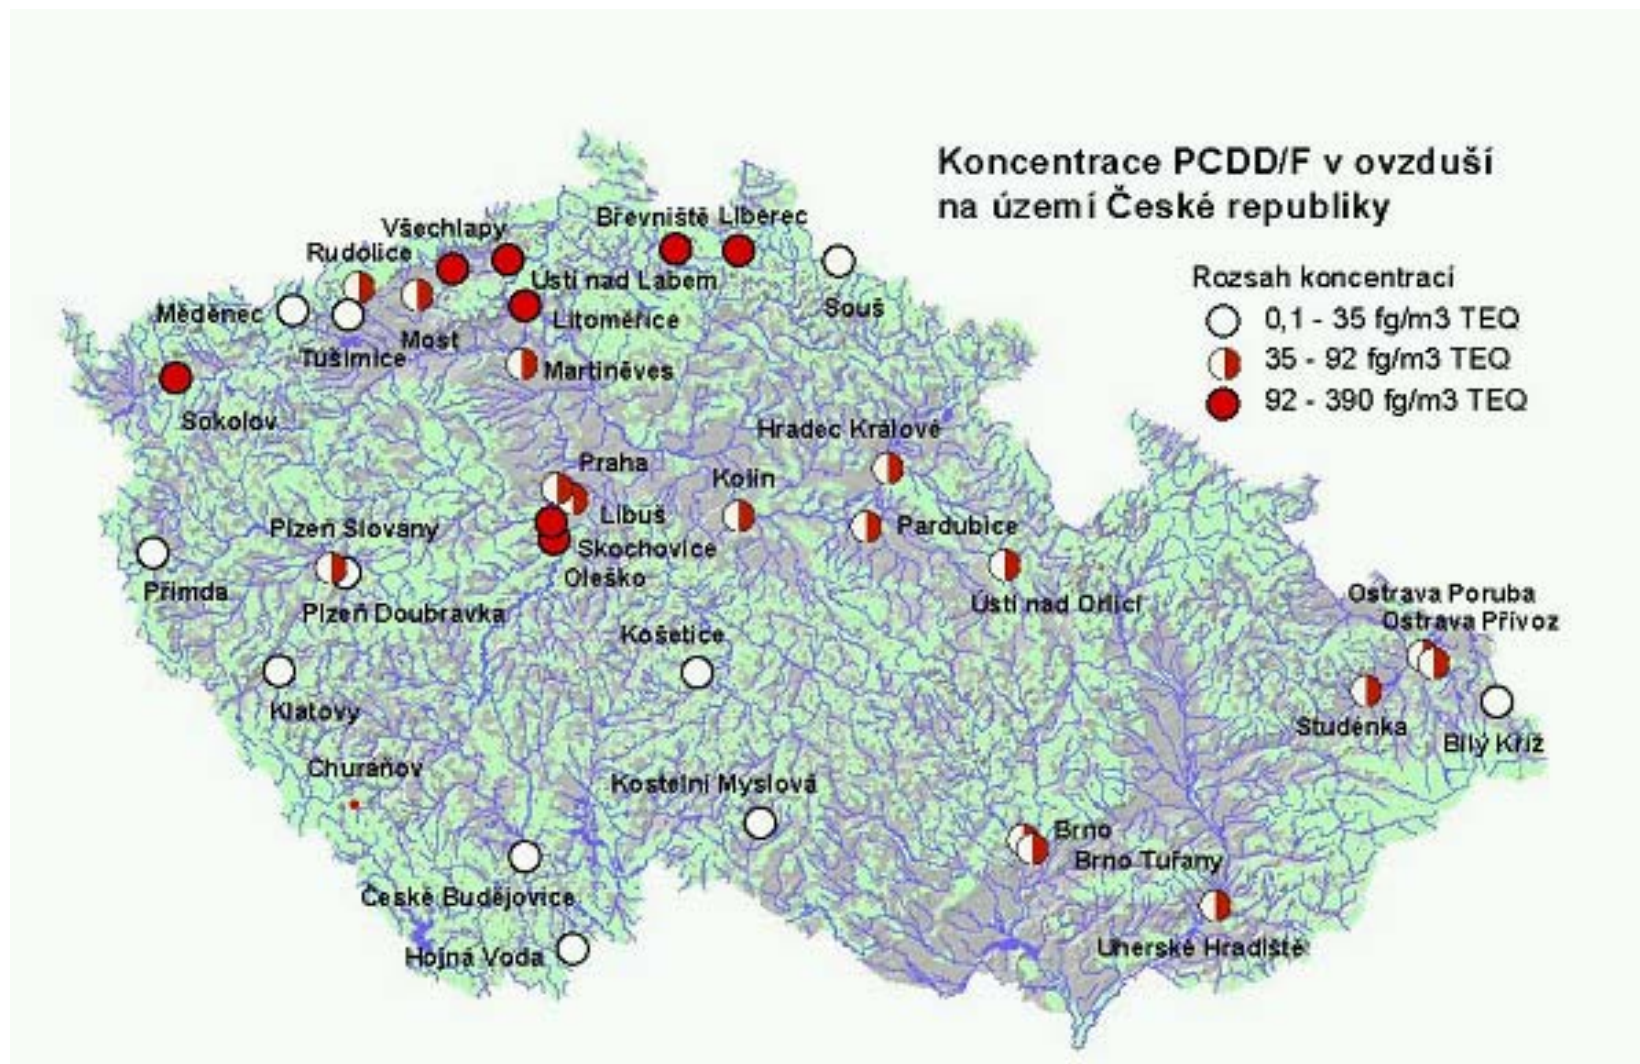 Koncentrace PCDD/F v ovzduší
na území České republiky
Rozsah koncentrací
0,1 - 35 fg/m3 TEQ
35 - 92 fg/m3 TEQ
92 - 390 fg/m3 TEQ
Břevniště Liberec
Všechlapy
Rudolice
Ústí nad Labem
Souš
Měděnec
Litoměřice
Most
Tušimice
Martiněves
Sokolov
Hradec Králové
Praha
Kolín
Libuš
Pardubice
Plzeň Slovany
Skochovice
Oleško
Přimda
Plzeň Doubravka
Ústí nad Orlicí
Ostrava Poruba
Ostrava Přívoz
Košetice
Klatovy
Studénka
Bílý Kříž
Churáňov
Kostelní Myslová
Brno
Brno Tuřany
České Budějovice
Uherské Hradiště
Hojná Voda